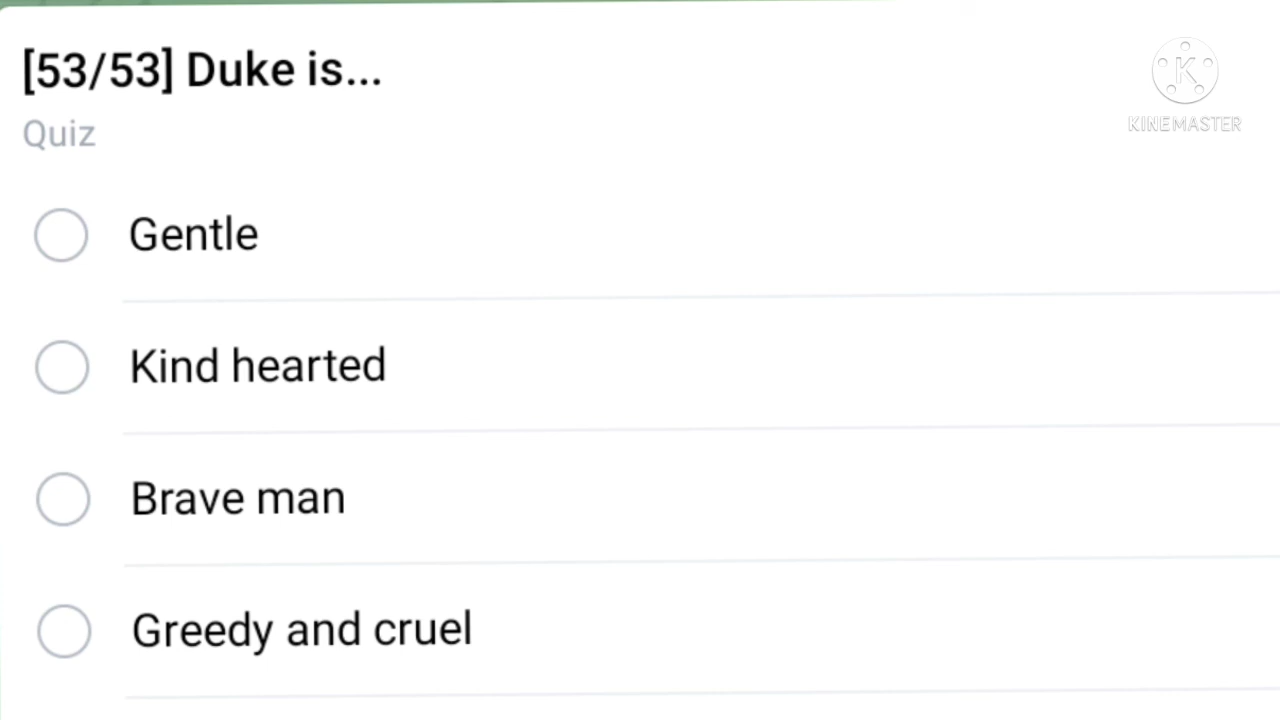 [53/53] Duke is...
Quiz
KINEMASTER
Gentle
Kind hearted
Brave man
Greedy and cruel